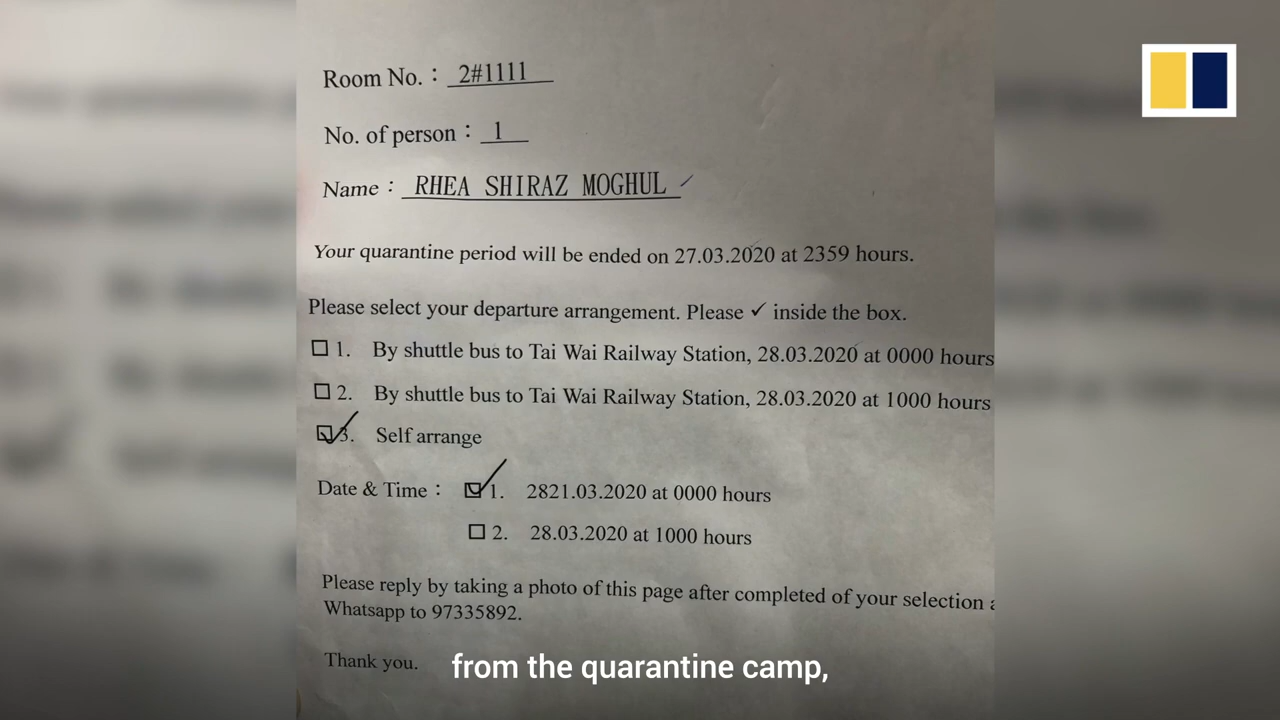 Room No. : 2#1111
No. of person : 1
Name : RHEA SHIRAZ MOGHUL
Your quarantine period will be ended on 27.03.2020 at 2359 hours.
Please select your departure arrangement. Please ✓ inside the box.
☐ 1. By shuttle bus to Tai Wai Railway Station, 28.03.2020 at 0000 hours
☐ 2. By shuttle bus to Tai Wai Railway Station, 28.03.2020 at 1000 hours
☑ 3. Self arrange
Date & Time : ☑ 1. 2821.03.2020 at 0000 hours
☐ 2. 28.03.2020 at 1000 hours
Please reply by taking a photo of this page after completed of your selection
Whatsapp to 97335892.
Thank you.
from the quarantine camp,